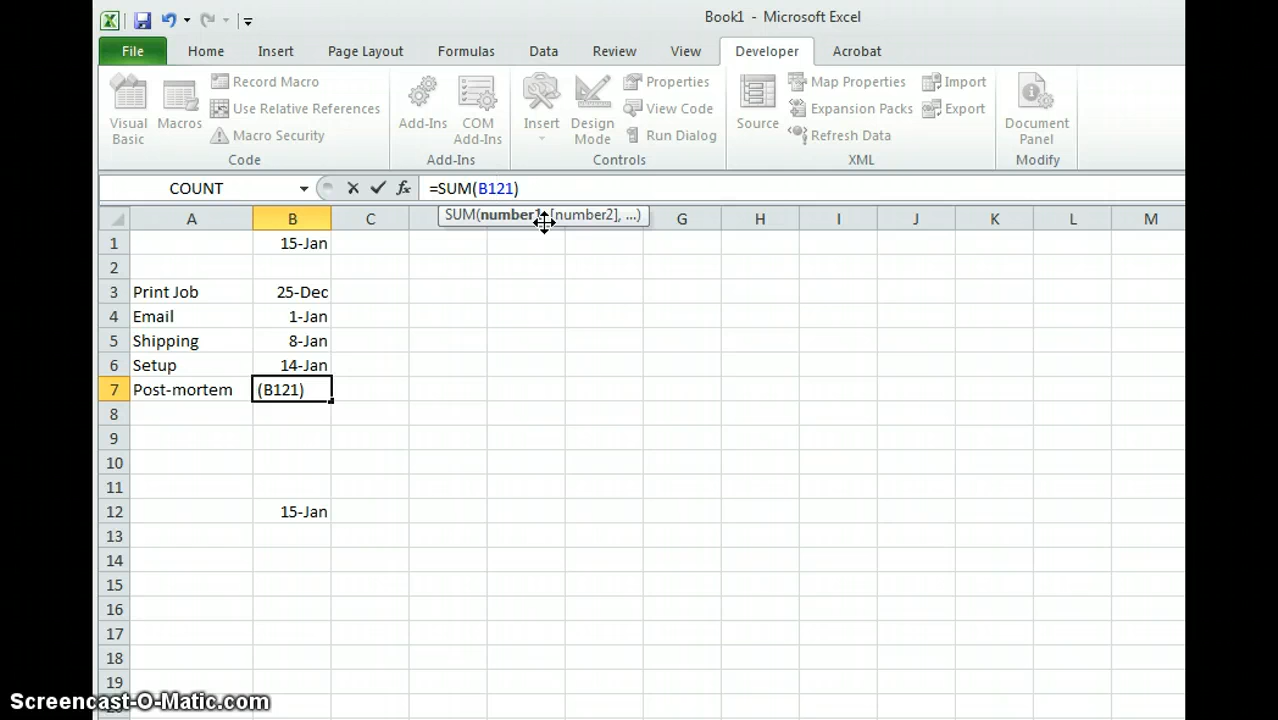 Book1 - Microsoft Excel
File Home Insert Page Layout Formulas Data Review View Developer Acrobat
Visual Basic
Macros
Record Macro
Use Relative References
Macro Security
Code
Add-Ins
COM Add-Ins
Add-Ins
Insert
Design Mode
Properties
View Code
Run Dialog
Controls
Source
Map Properties
Expansion Packs
Refresh Data
Import
Export
XML
Document Panel
Modify
COUNT fx =SUM(B121)
SUM(number1, [number2], ...)
A B C G H I J K L M
1 15-Jan
2
3 Print Job 25-Dec
4 Email 1-Jan
5 Shipping 8-Jan
6 Setup 14-Jan
7 Post-mortem (B121)
8
9
10
11
12 15-Jan
13
14
15
16
17
18
19
Screencast-O-Matic.com